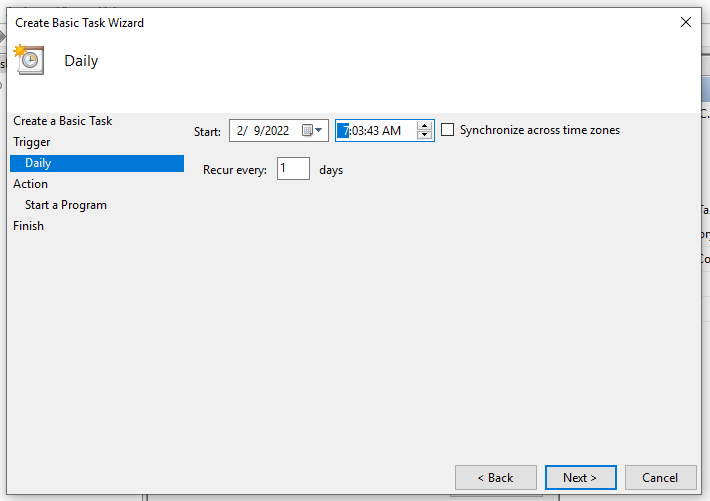 Create Basic Task Wizard
Daily
Create a Basic Task
Trigger
Daily
Action
Start a Program
Finish
Start: 2/ 9/2022 7:03:43 AM Synchronize across time zones
Recur every: 1 days
< Back Next > Cancel